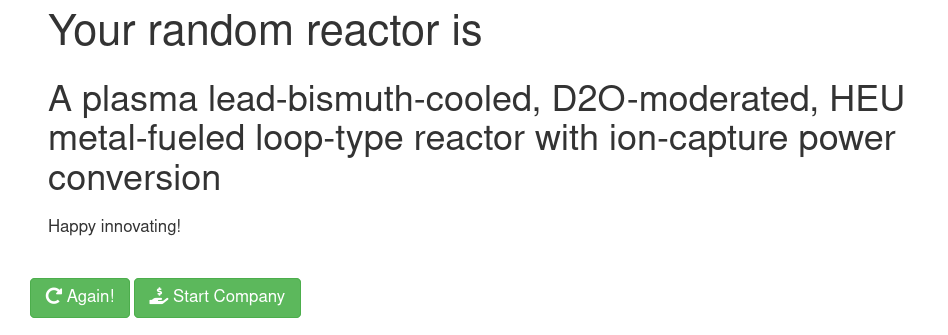 Your random reactor is
A plasma lead-bismuth-cooled, D2O-moderated, HEU
metal-fueled loop-type reactor with ion-capture power
conversion
Happy innovating!
Again! Start Company